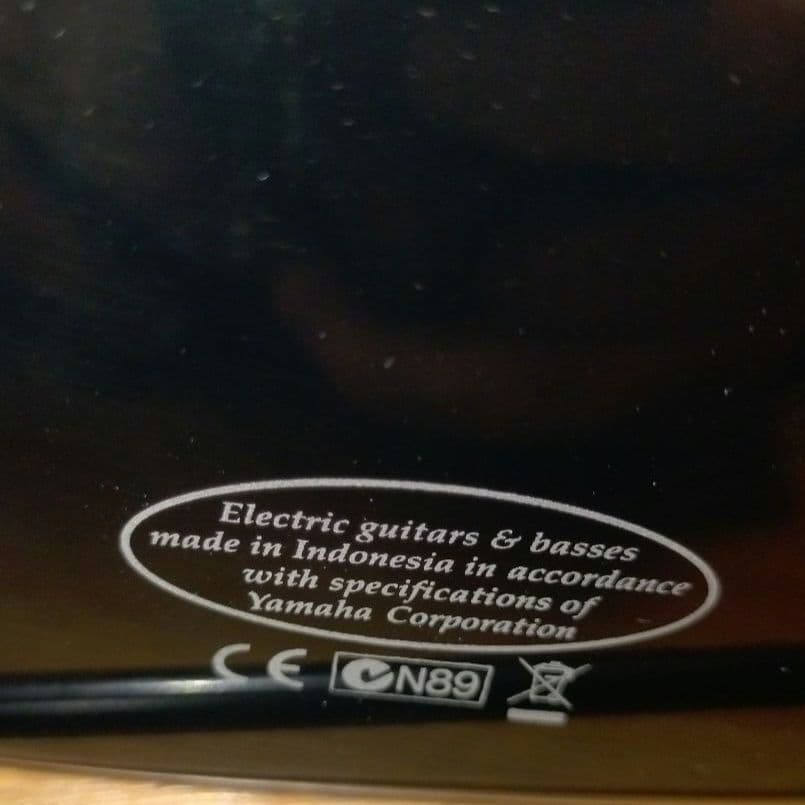 Electric guitars & basses
made in Indonesia in accordance
with specifications of
Yamaha Corporation
CE N89